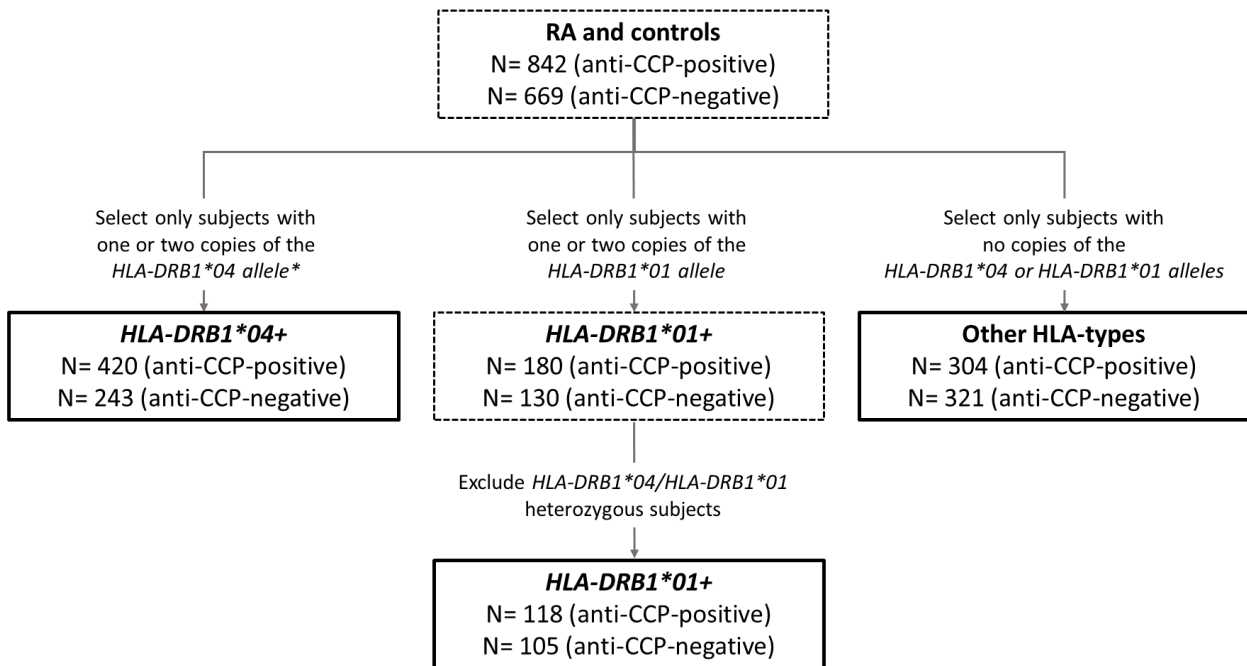 RA and controls
N= 842 (anti-CCP-positive)
N= 669 (anti-CCP-negative)
Select only subjects with
one or two copies of the
HLA-DRB1*04 allele*
Select only subjects with
one or two copies of the
HLA-DRB1*01 allele
Select only subjects with
no copies of the
HLA-DRB1*04 or HLA-DRB1*01 alleles
HLA-DRB1*04+
N= 420 (anti-CCP-positive)
N= 243 (anti-CCP-negative)
HLA-DRB1*01+
N= 180 (anti-CCP-positive)
N= 130 (anti-CCP-negative)
Other HLA-types
N= 304 (anti-CCP-positive)
N= 321 (anti-CCP-negative)
Exclude HLA-DRB1*04/HLA-DRB1*01
heterozygous subjects
HLA-DRB1*01+
N= 118 (anti-CCP-positive)
N= 105 (anti-CCP-negative)